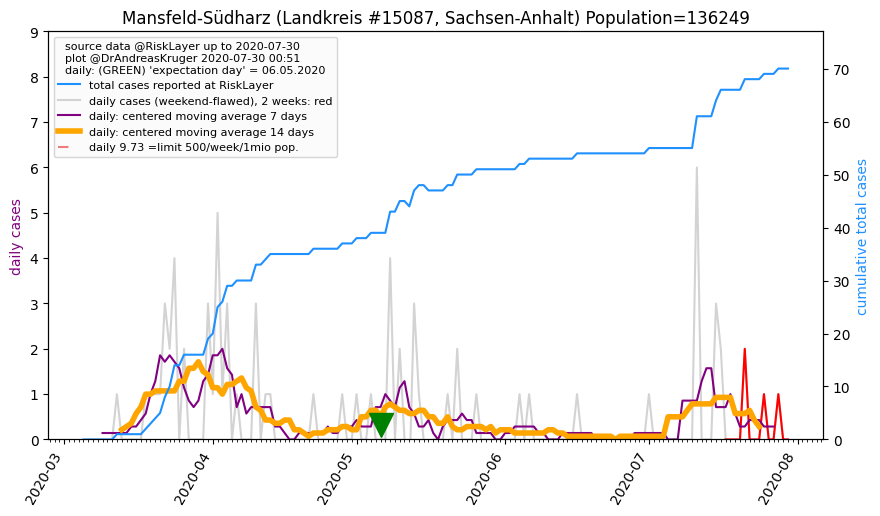 Mansfeld-Südharz (Landkreis #15087, Sachsen-Anhalt) Population=136249
source data @RiskLayer up to 2020-07-30
plot @DrAndreasKruger 2020-07-30 00:51
daily: (GREEN) 'expectation day' = 06.05.2020
total cases reported at RiskLayer
daily cases (weekend-flawed), 2 weeks: red
daily: centered moving average 7 days
daily: centered moving average 14 days
daily 9.73 =limit 500/week/1mio pop.
daily cases
9
8
7
6
5
4
3
2
1
0
cumulative total cases
70
60
50
40
30
20
10
0
2020-03
2020-04
2020-05
2020-06
2020-07
2020-08